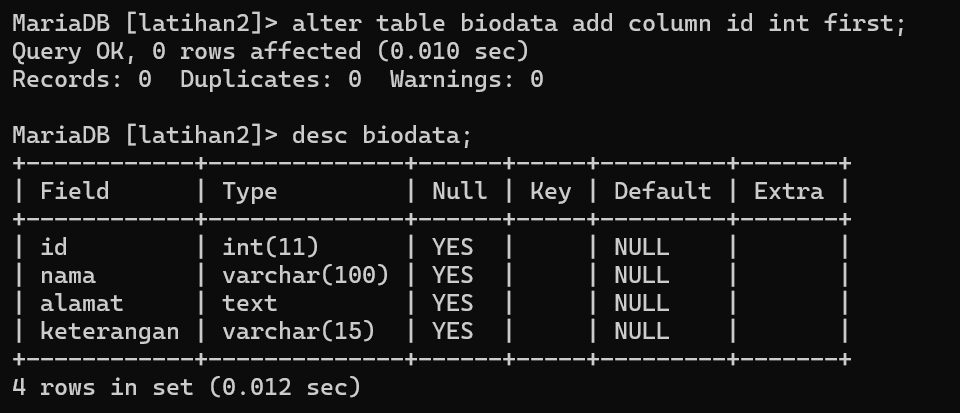 MariaDB [latihan2]> alter table biodata add column id int first;
Query OK, 0 rows affected (0.010 sec)
Records: 0  Duplicates: 0  Warnings: 0

MariaDB [latihan2]> desc biodata;
+------------+--------------+------+-----+---------+-------+
| Field      | Type         | Null | Key | Default | Extra |
+------------+--------------+------+-----+---------+-------+
| id         | int(11)      | YES  |     | NULL    |       |
| nama       | varchar(100) | YES  |     | NULL    |       |
| alamat     | text         | YES  |     | NULL    |       |
| keterangan | varchar(15)  | YES  |     | NULL    |       |
+------------+--------------+------+-----+---------+-------+
4 rows in set (0.012 sec)